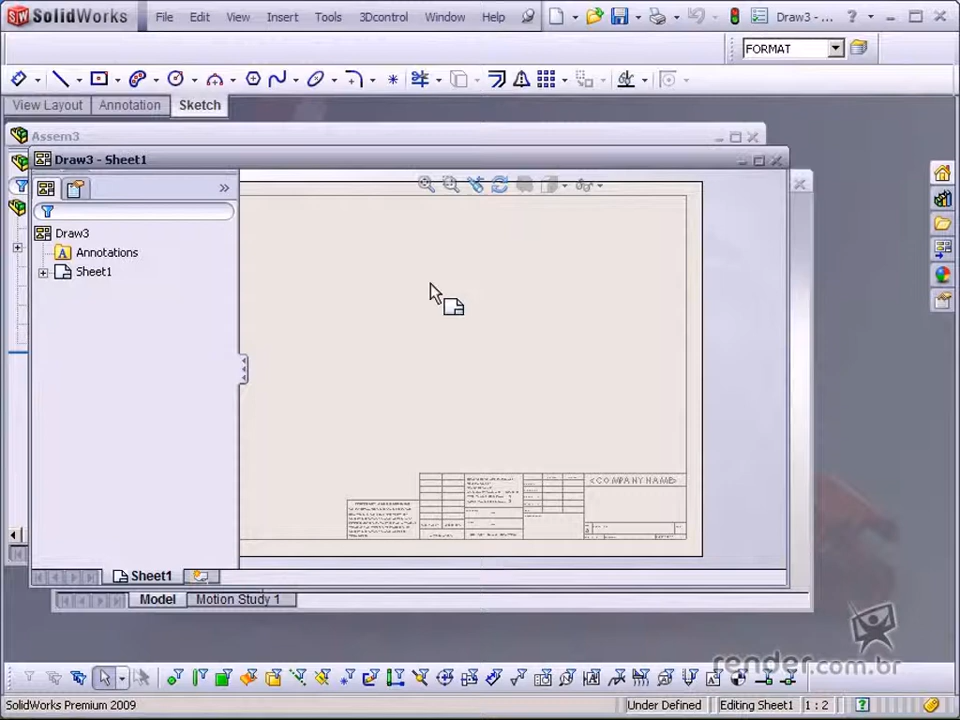 SolidWorks File Edit View Insert Tools 3Dcontrol Window Help Draw3 - ... ?
FORMAT
View Layout Annotation Sketch
Assem3
Draw3 - Sheet1
Draw3
A Annotations
Sheet1
<COMPANY NAME>
Sheet1
Model Motion Study 1
render.com.br
SolidWorks Premium 2009 Under Defined Editing Sheet1 1 : 2 ?